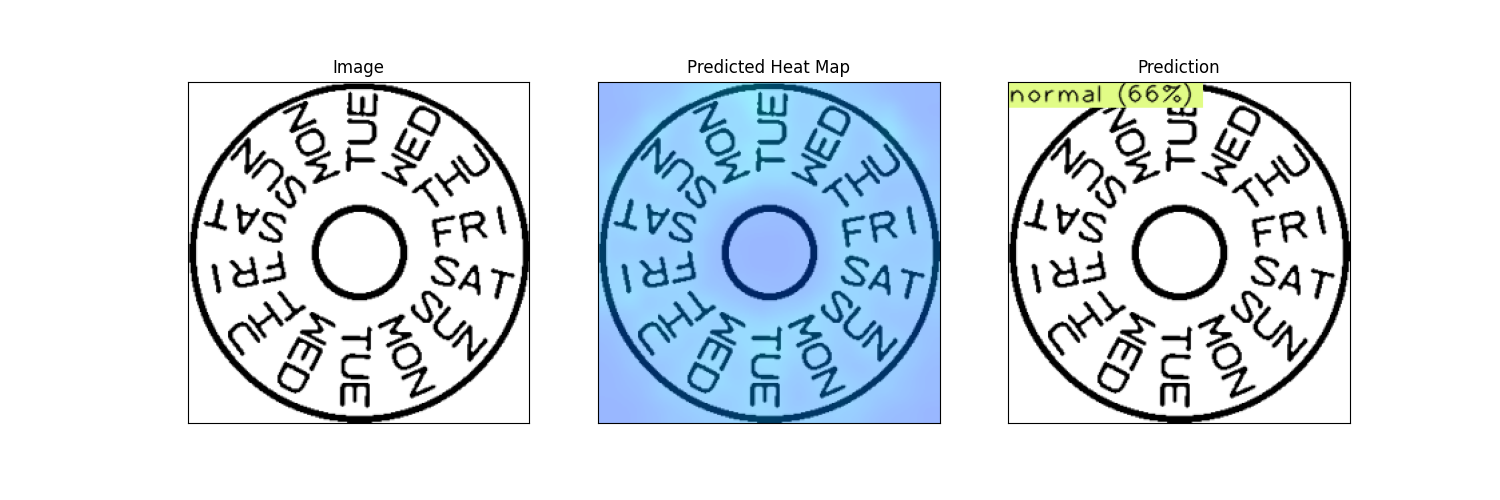 Image
TUE
WED
THU
FRI
SAT
SUN
MON
TUE
WED
THU
FRI
SAT
SUN
MON
Predicted Heat Map
TUE
WED
THU
FRI
SAT
SUN
MON
TUE
WED
THU
FRI
SAT
SUN
MON
Prediction
normal (66%)
TUE
WED
THU
FRI
SAT
SUN
MON
TUE
WED
THU
FRI
SAT
SUN
MON